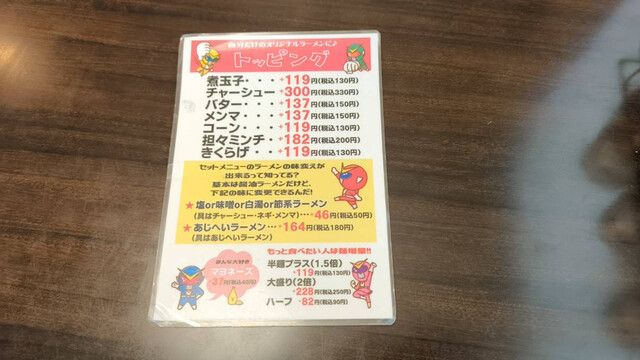 自分だけのオリジナルラーメンに♪
トッピング
煮玉子・・・+119円(税込130円)
チャーシュー+300円(税込330円)
バター・・・+137円(税込150円)
メンマ・・・+137円(税込150円)
コーン・・・+119円(税込130円)
担々ミンチ・+182円(税込200円)
きくらげ・・+119円(税込130円)
セットメニューのラーメンの味変えが
出来るって知ってる?
基本は醤油ラーメンだけど、
下記の味に変更できるんだ!
★塩or味噌or白湯or節系ラーメン
(具はチャーシュー・ネギ・メンマ)…+46円(税込50円)
★あじへいラーメン…+164円(税込180円)
(具はあじへいラーメン)
みんな大好き
マヨネーズ
+37円(税込40円)
もっと食べたい人は麺増量!!
半麺プラス(1.5倍)
+119円(税込130円)
大盛り(2倍)
+228円(税込250円)
ハーフ -82円(税込90円)